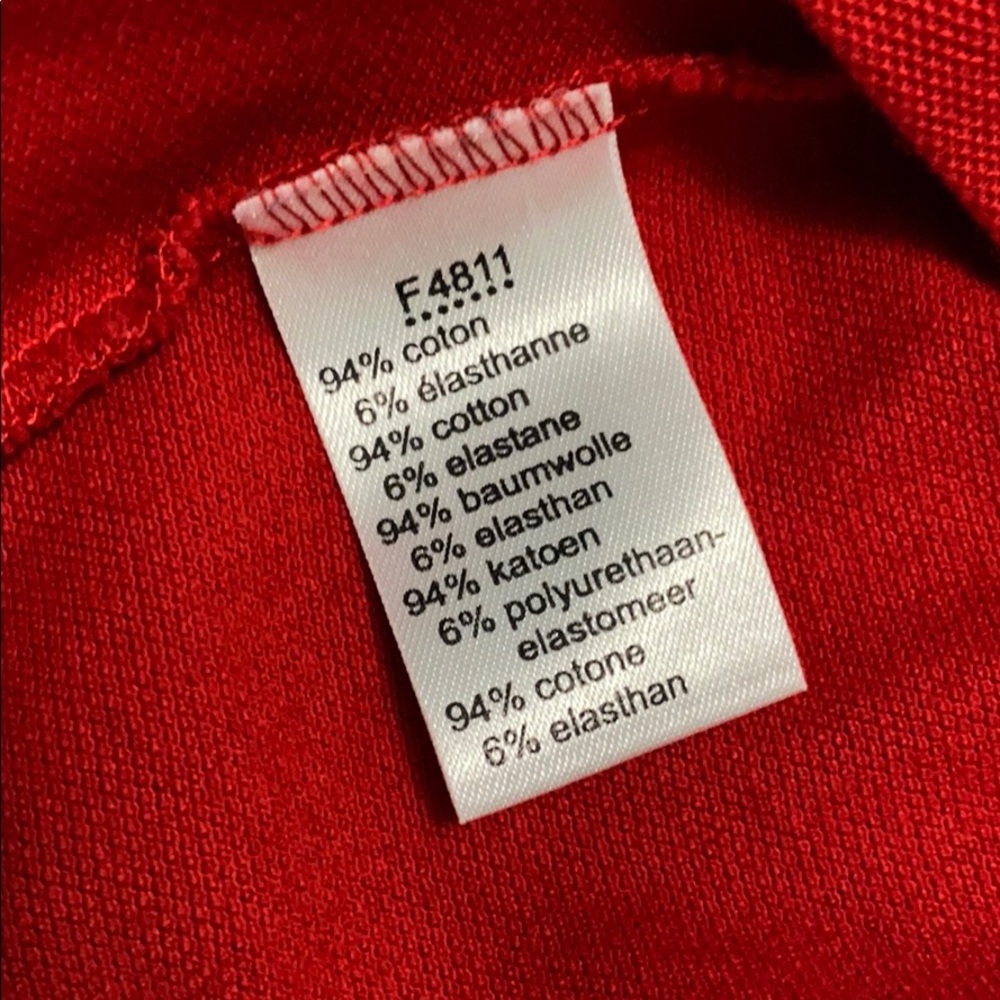 F4811
94% coton
6% élasthanne
94% cotton
6% elastane
94% baumwolle
6% elasthan
94% katoen
6% polyurethaan-
elastomeer
94% cotone
6% elasthan